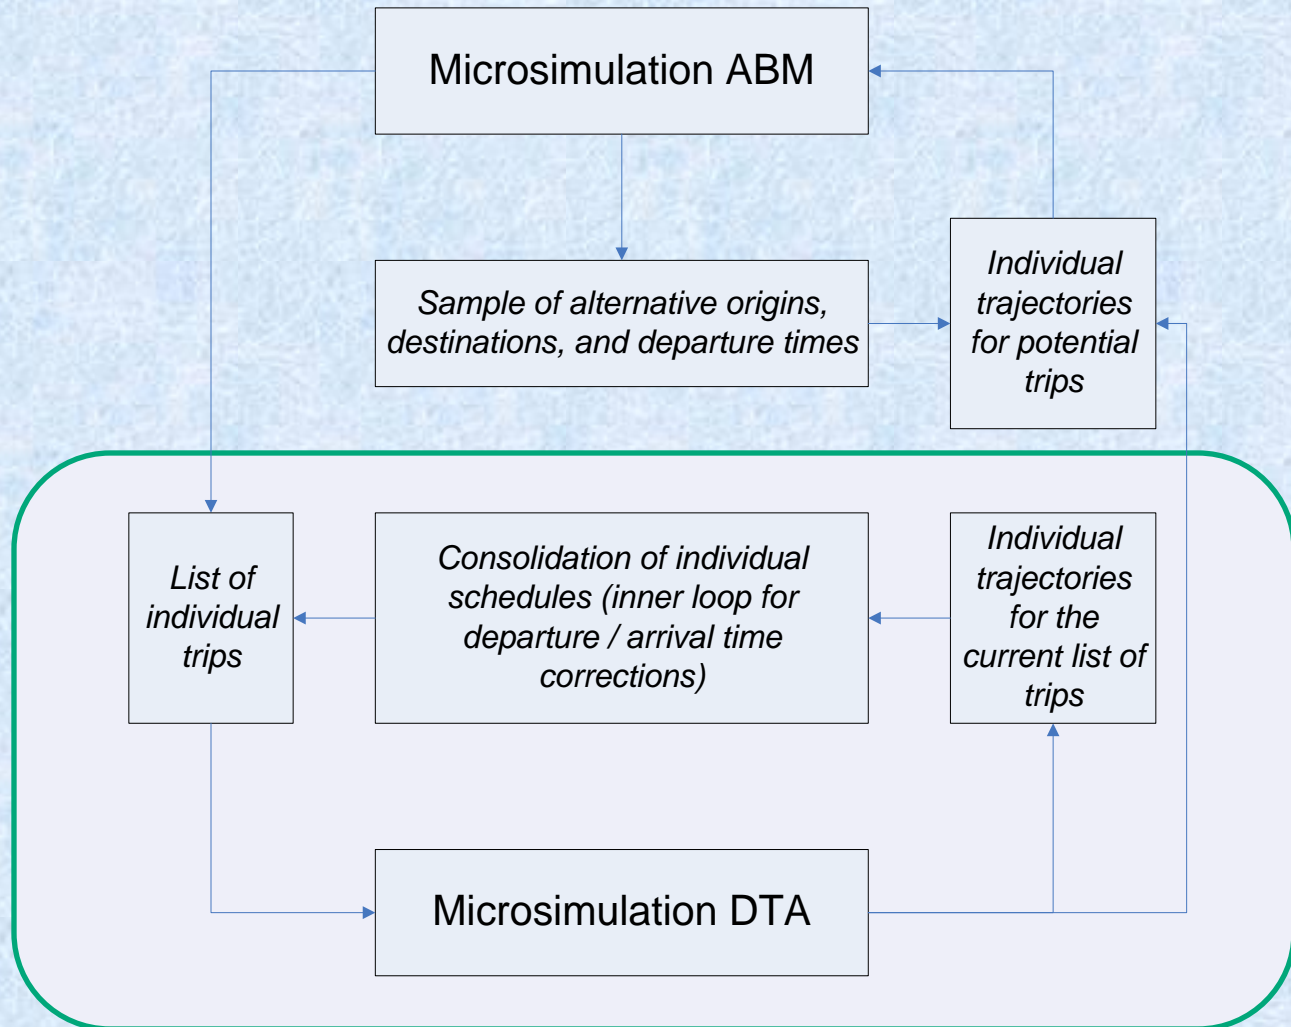 Microsimulation ABM
Sample of alternative origins,
destinations, and departure times
Individual
trajectories
for potential
trips
List of
individual
trips
Consolidation of individual
schedules (inner loop for
departure / arrival time
corrections)
Individual
trajectories
for the
current list of
trips
Microsimulation DTA